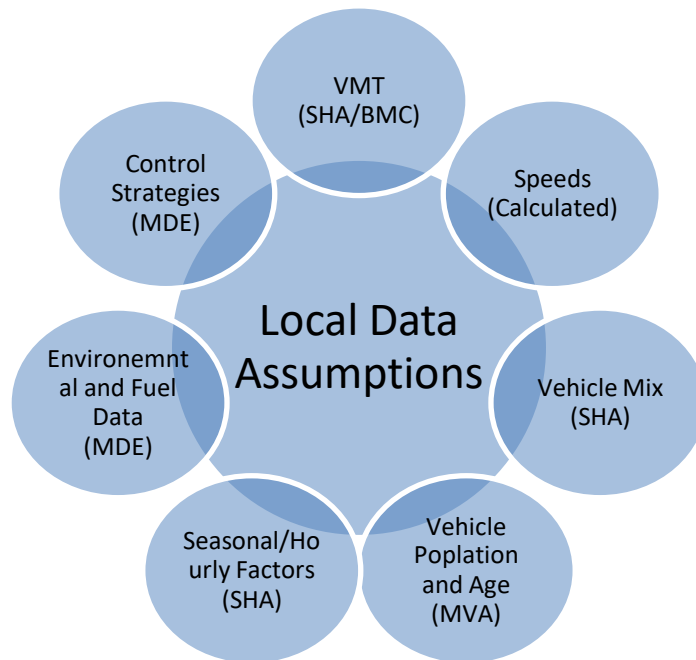 VMT
(SHA/BMC)
Control
Strategies
(MDE)
Speeds
(Calculated)
Local Data
Assumptions
Environemnt
al and Fuel
Data
(MDE)
Vehicle Mix
(SHA)
Seasonal/Ho
urly Factors
(SHA)
Vehicle
Poplation
and Age
(MVA)